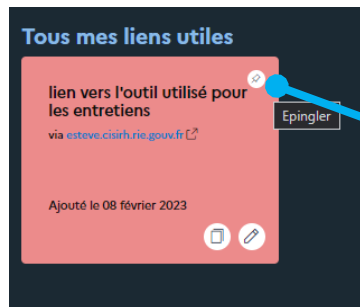 Tous mes liens utiles
lien vers l'outil utilisé pour
les entretiens
via esteve.cisirh.rie.gouv.fr
Epingler
Ajouté le 08 février 2023